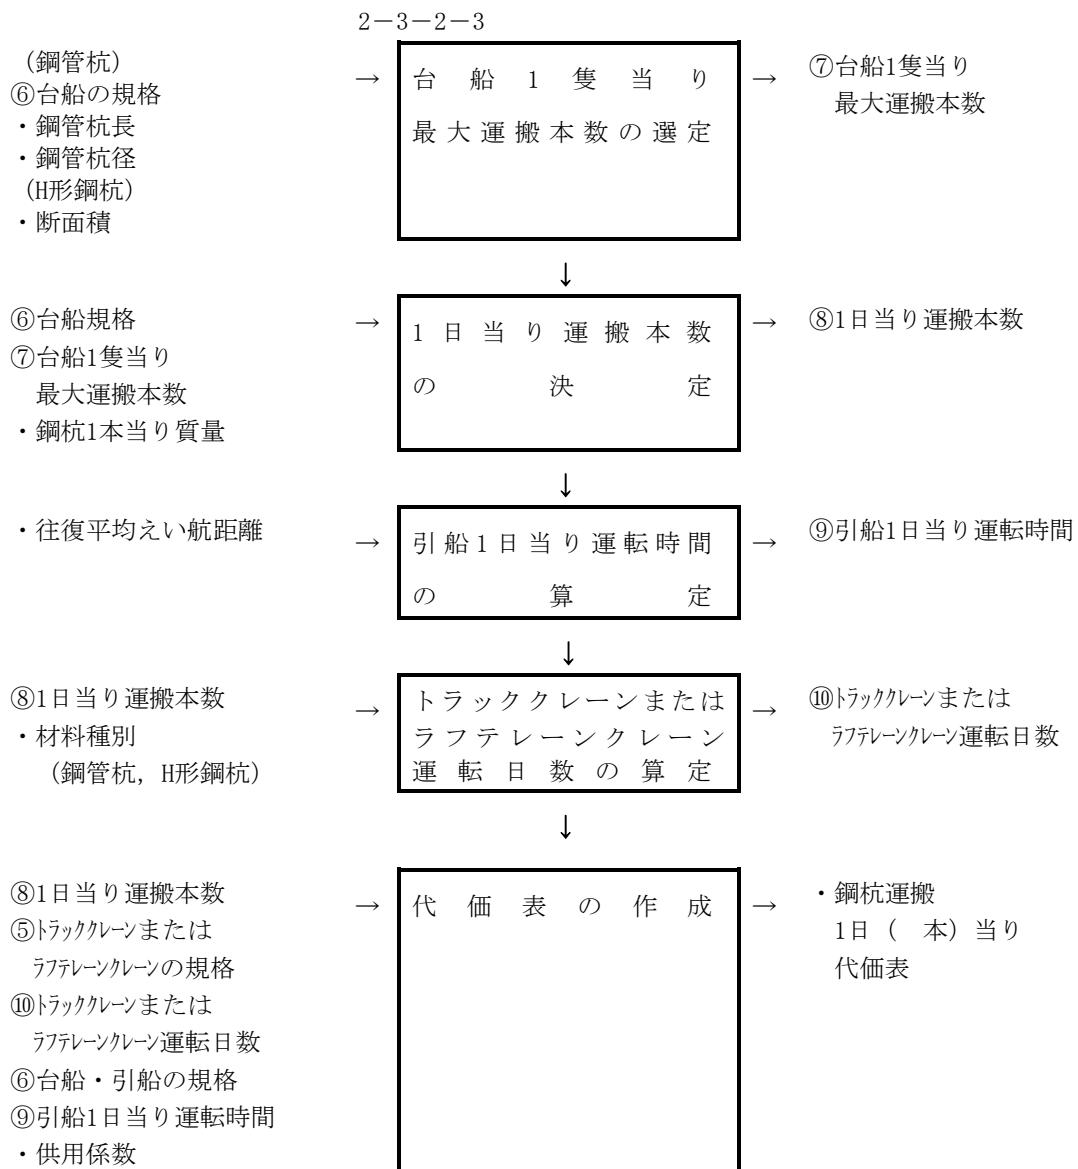 2-3-2-3
(鋼管杭)
⑥台船の規格
・鋼管杭長
・鋼管杭径
(H形鋼杭)
・断面積
→
台船1隻当り
最大運搬本数の選定
→
⑦台船1隻当り
最大運搬本数
↓
⑥台船規格
⑦台船1隻当り
最大運搬本数
・鋼杭1本当り質量
→
1日当り運搬本数
の決定
→
⑧1日当り運搬本数
↓
・往復平均えい航距離
→
引船1日当り運転時間
の算定
→
⑨引船1日当り運転時間
↓
⑧1日当り運搬本数
・材料種別
(鋼管杭, H形鋼杭)
→
トラッククレーンまたは
ラフテレーンクレーン
運転日数の算定
→
⑩トラッククレーンまたは
ラフテレーンクレーン運転日数
↓
⑧1日当り運搬本数
⑤トラッククレーンまたは
ラフテレーンクレーンの規格
⑩トラッククレーンまたは
ラフテレーンクレーン運転日数
⑥台船・引船の規格
⑨引船1日当り運転時間
・供用係数
→
代価表の作成
→
・鋼杭運搬
1日(　本)当り
代価表